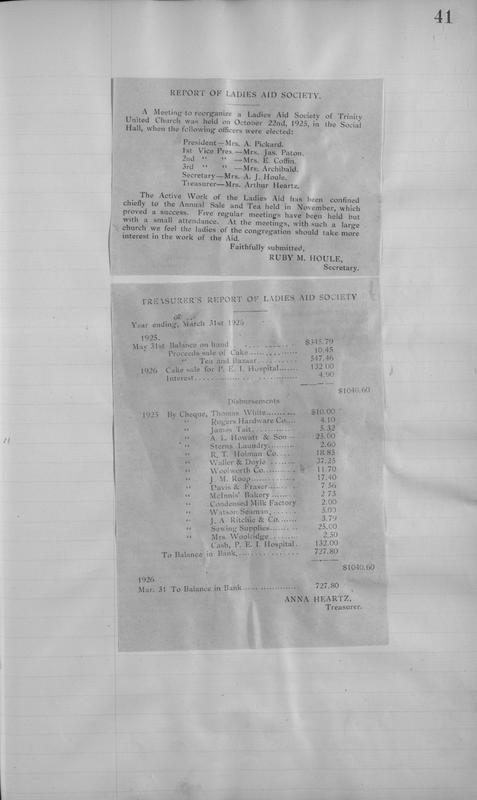 41
REPORT OF LADIES AID SOCIETY.
A Meeting to reorganize a Ladies Aid Society of Trinity
United Church was held on October 22nd, 1925, in the Social
Hall, when the following officers were elected:
President—Mrs. A. Pickard.
1st Vice Pres.—Mrs. Jas. Paton.
2nd " " —Mrs. E. Coffin.
3rd " " —Mrs. Archibald.
Secretary—Mrs. A. J. Houle.
Treasurer—Mrs. Arthur Heartz.
The Active Work of the Ladies Aid has been confined
chiefly to the Annual Sale and Tea held in November, which
proved a success. Five regular meetings have been held but
with a small attendance. At the meetings, with such a large
church we feel the ladies of the congregation should take more
interest in the work of the Aid.
Faithfully submitted,
RUBY M. HOULE,
Secretary.
TREASURER'S REPORT OF LADIES AID SOCIETY
Year ending, March 31st 1926
1925.
May 31st Balance on hand ............ $345.79
Proceeds sale of Cake............... 10.45
" Tea and Bazaar.......... 547.46
1926 Cake sale for P. E. I. Hospital....... 132.00
Interest............................ 4.90
$1040.60
Disbursements
1925 By Cheque, Thomas White.......... $10.00
" Rogers Hardware Co.... 4.10
" James Tait............. 5.32
" A. L. Howatt & Son— 25.00
" Sterns Laundry.......... 2.60
" R. T. Holman Co..... 18.85
" Waller & Doyle ........ 37.25
" Woolworth Co.......... 11.70
" J. M. Roop............. 17.40
" Davis & Fraser........ 7.56
" McInnis' Bakery ....... 2.73
" Condensed Milk Factory 2.00
" Watson Seaman....... 5.00
" J. A. Ritchie & Co....... 3.79
" Sewing Supplies........ 25.00
" Mrs. Woolridge......... 2.50
Cash, P. E. I. Hospital.. 132.00
To Balance in Bank................. 727.80
$1040.60
1926
Mar. 31 To Balance in Bank.................. 727.80
ANNA HEARTZ,
Treasurer.